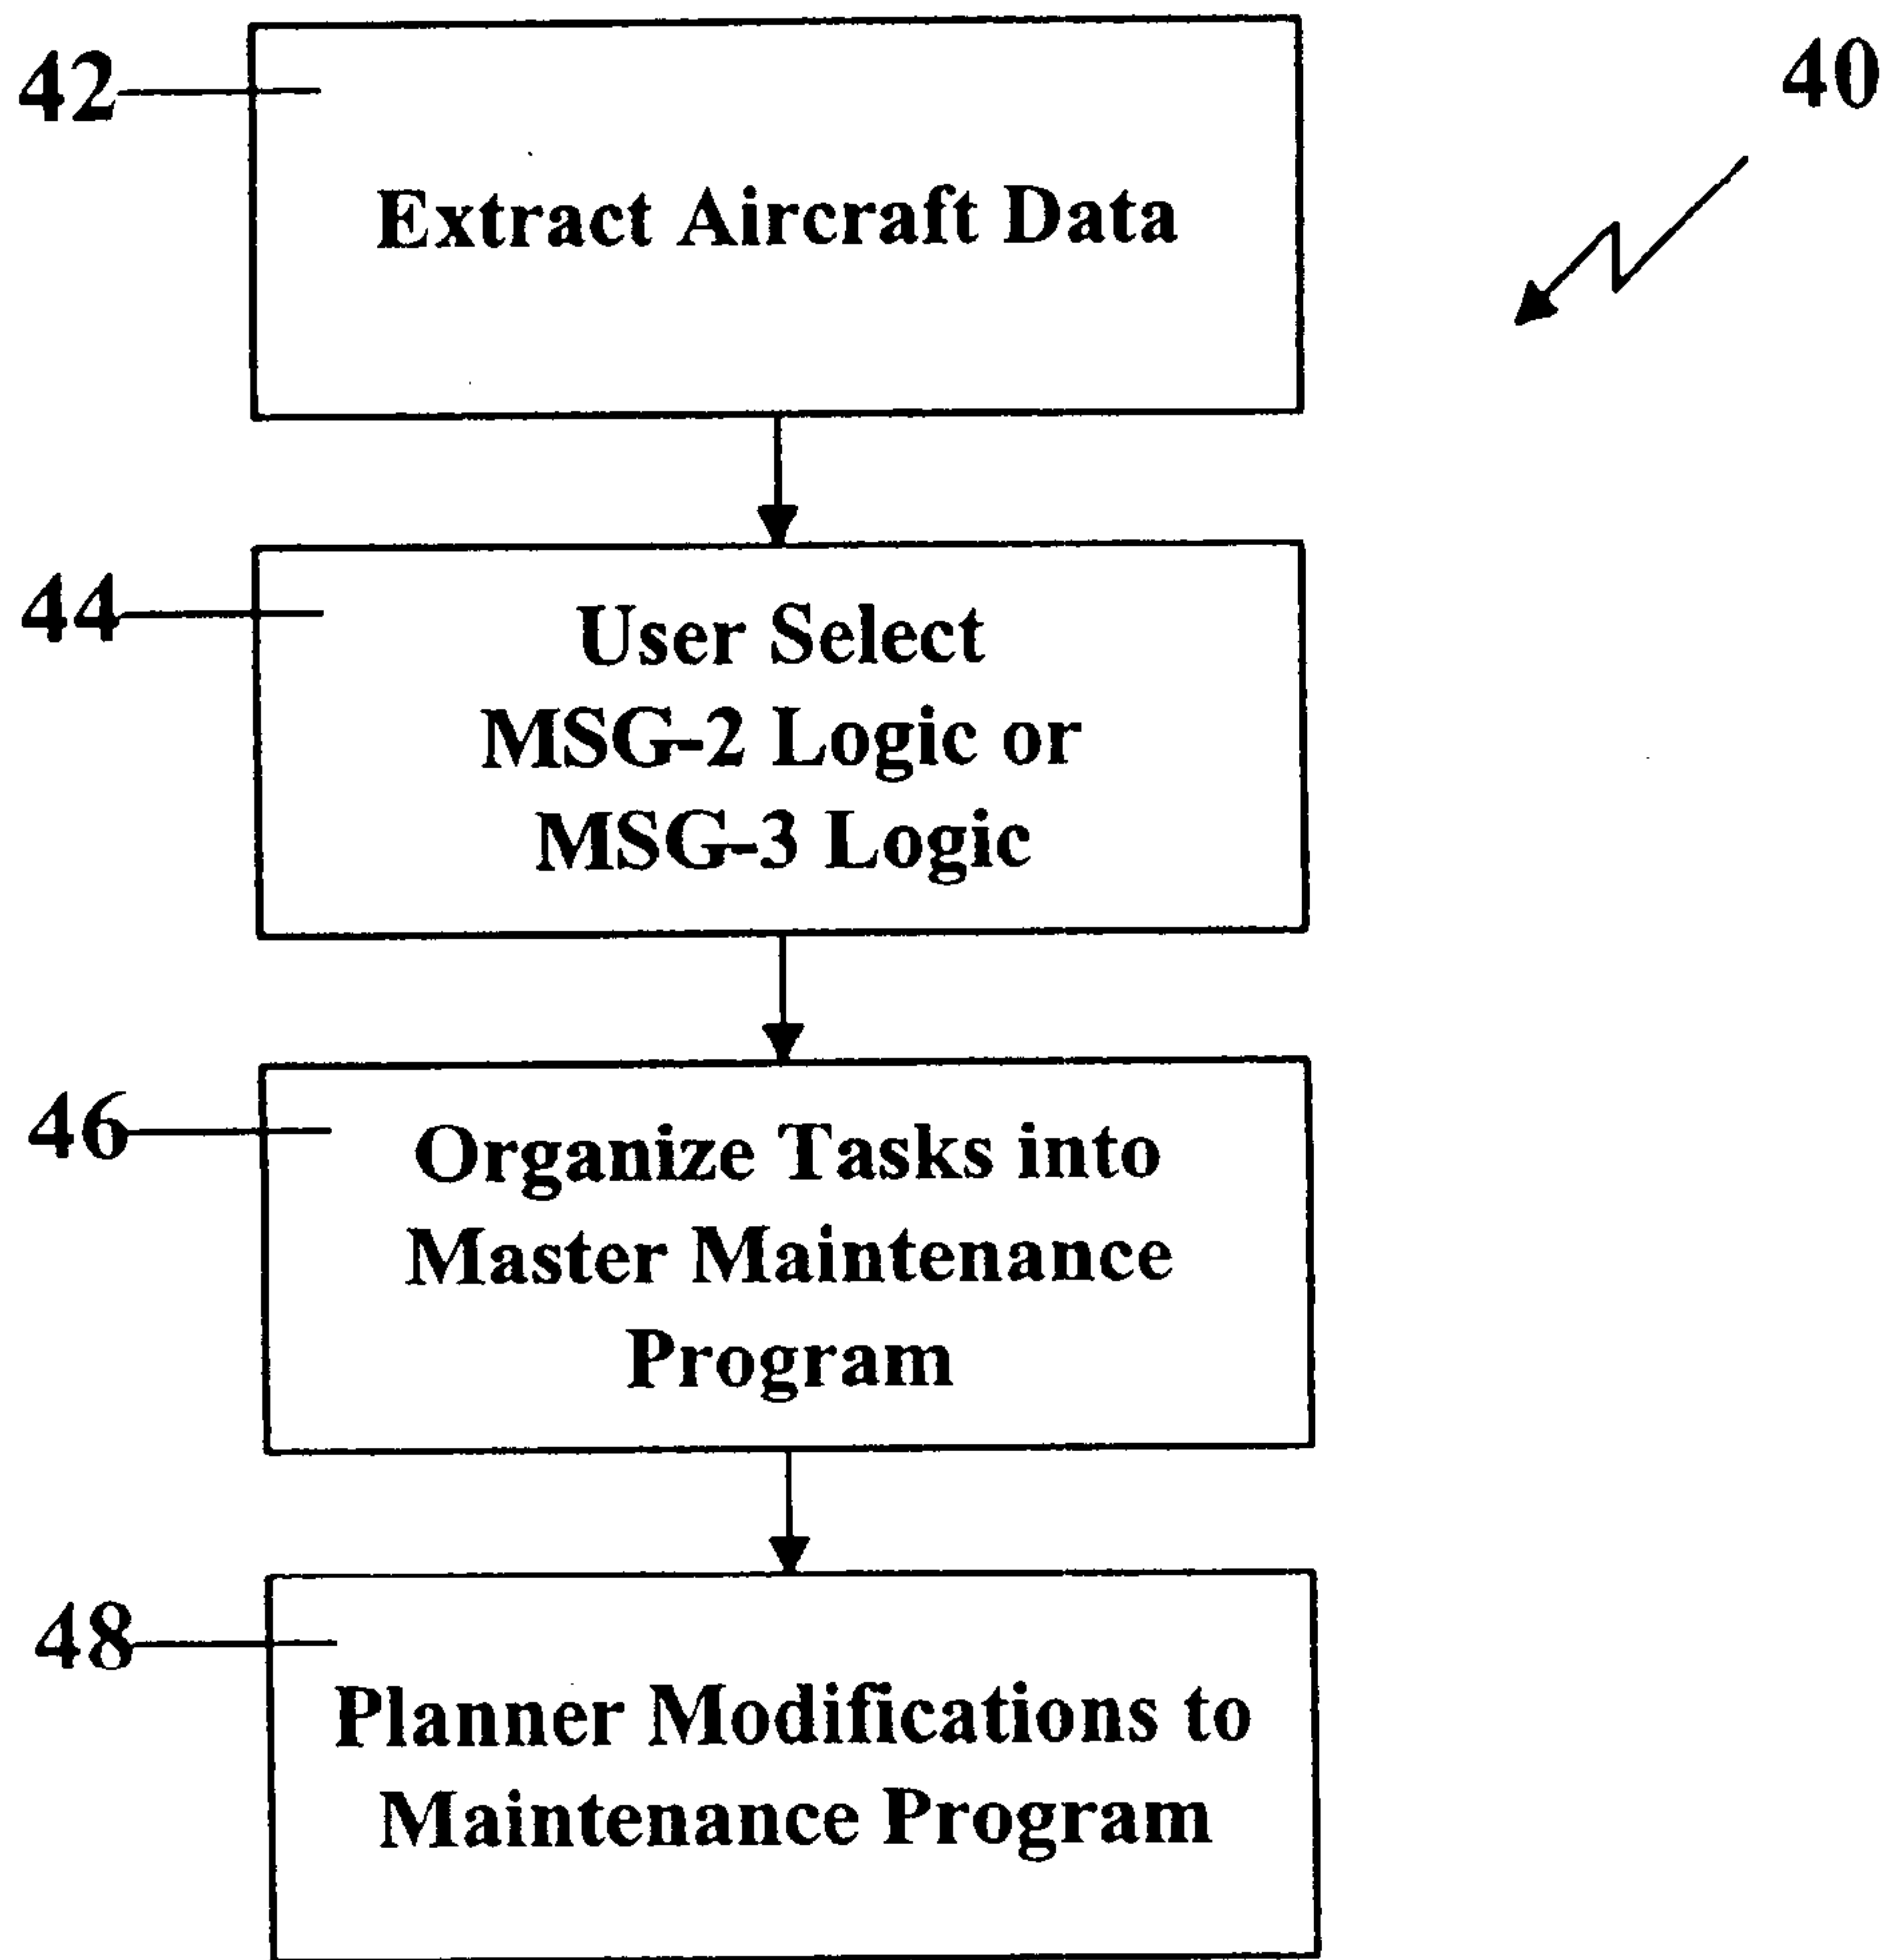 42
40
Extract Aircraft Data
44
User Select
MSG-2 Logic or
MSG-3 Logic
46
Organize Tasks into
Master Maintenance
Program
48
Planner Modifications to
Maintenance Program